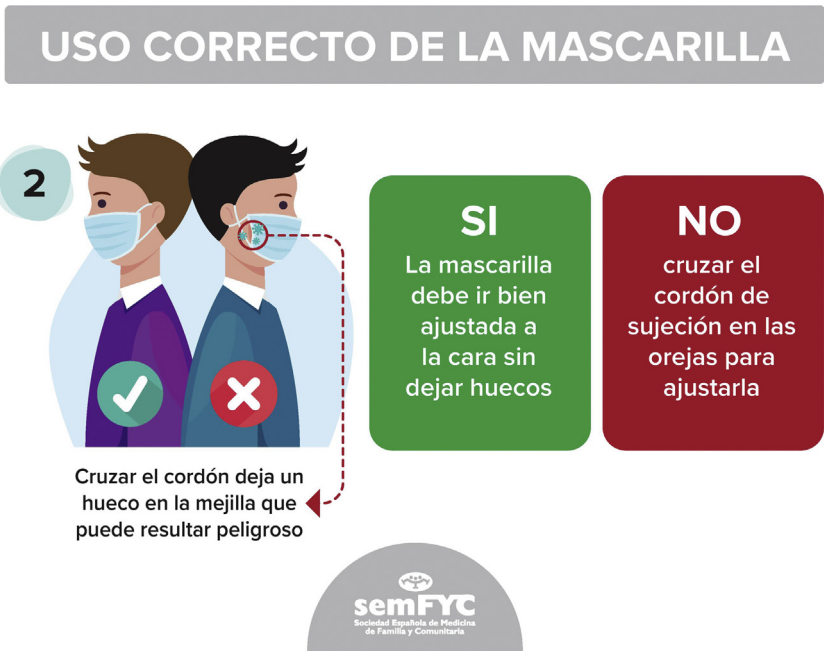 USO CORRECTO DE LA MASCARILLA
2
SI
La mascarilla
debe ir bien
ajustada a
la cara sin
dejar huecos
NO
cruzar el
cordón de
sujeción en las
orejas para
ajustarla
Cruzar el cordón deja un
hueco en la mejilla que
puede resultar peligroso
semFYC
Sociedad Española de Medicina
de Familia y Comunitaria